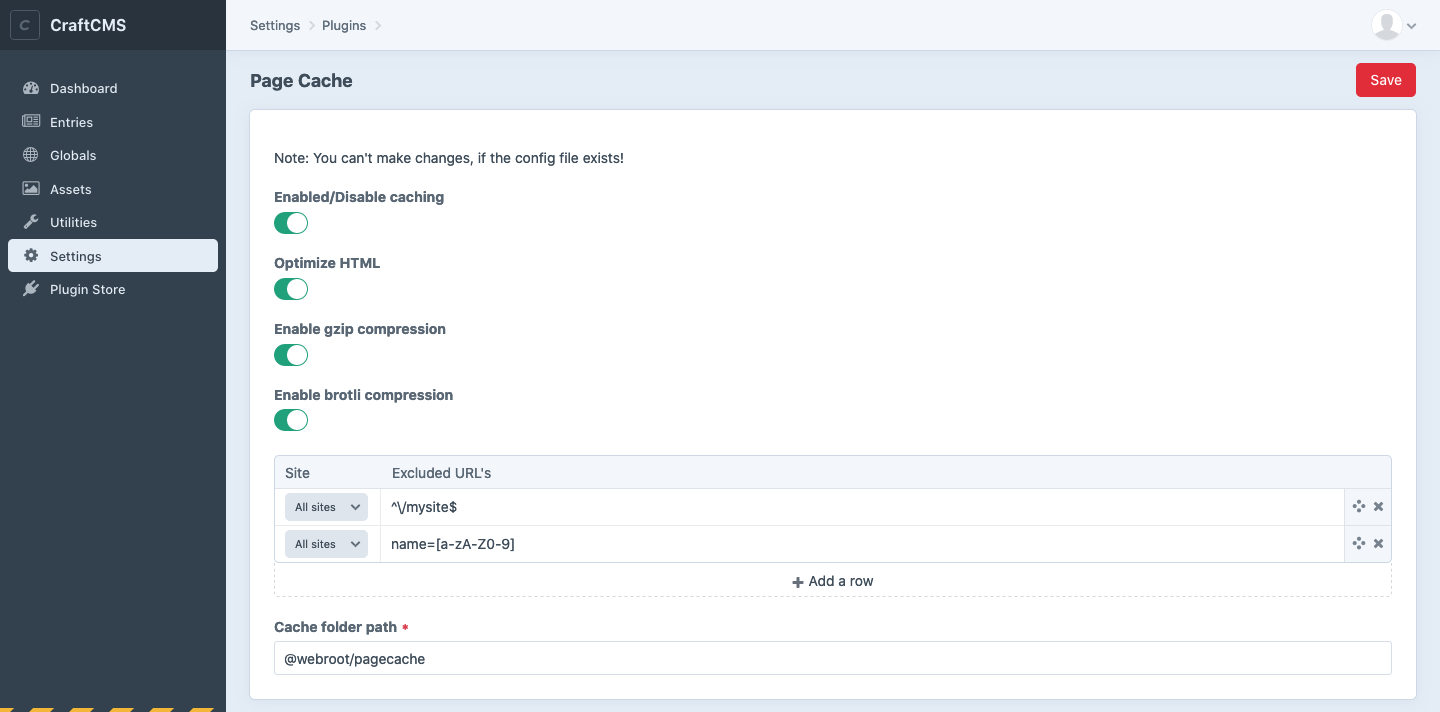 C CraftCMS
Settings Plugins
Dashboard
Entries
Globals
Assets
Utilities
Settings
Plugin Store
Page Cache
Save
Note: You can't make changes, if the config file exists!
Enabled/Disable caching
Optimize HTML
Enable gzip compression
Enable brotli compression
Site Excluded URL's
All sites ^\/mysite$
All sites name=[a-zA-Z0-9]
Add a row
Cache folder path *
@webroot/pagecache